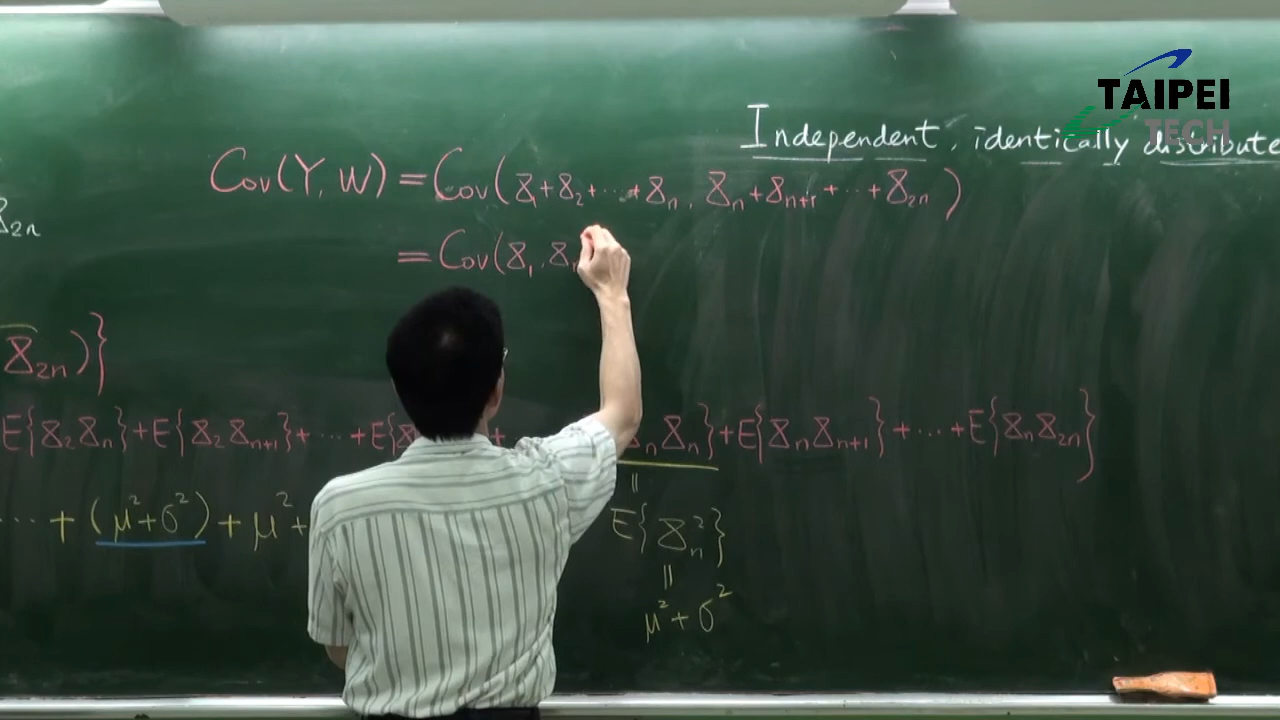 TAIPEI
TECH
Independent, identically distribute
Cov(Y, W) = Cov(X₁+X₂+⋯+Xₙ, Xₙ+Xₙ₊₁+⋯+X₂ₙ)
X₂ₙ
= Cov(X₁, X
X₂ₙ)}
E{X₂Xₙ}+E{X₂Xₙ₊₁}+⋯+E{X + XₙXₙ}+E{XₙXₙ₊₁}+⋯+E{XₙX₂ₙ}}
⋯+(μ²+σ²)+μ²+
=
E{Xₙ²}
=
μ²+σ²